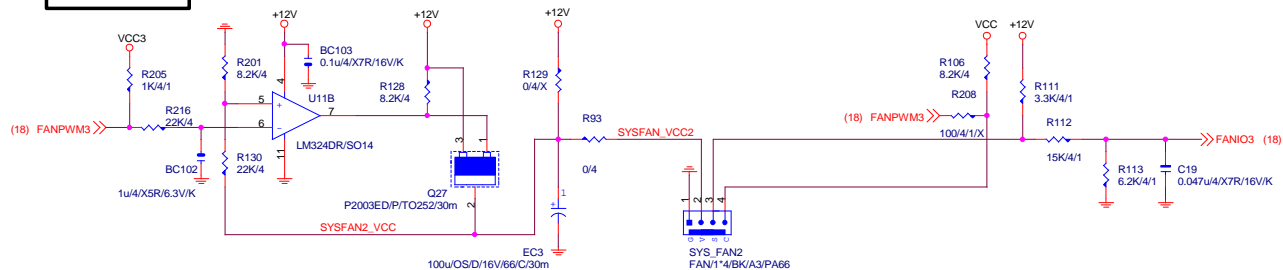 +12V
+12V
+12V
VCC
+12V
VCC3
BC103
0.1u/4/X7R/16V/K
R201
8.2K/4
R205
1K/4/1
R128
8.2K/4
R129
0/4/X
R106
8.2K/4
R111
3.3K/4/1
4
U11B
5
+
7
R216
22K/4
R93
SYSFAN_VCC2
R208
(18) FANPWM3
6
-
(18) FANPWM3
100/4/1/X
R112
FANIO3 (18)
3
1
LM324DR/SO14
11
R130
22K/4
15K/4/1
BC102
0/4
R113
6.2K/4/1
C19
0.047u/4/X7R/16V/K
1u/4/X5R/6.3V/K
Q27
P2003ED/P/TO252/30m
2
1
+
1
2
3
4
SYSFAN2_VCC
G
V
S
C
EC3
100u/OS/D/16V/66/C/30m
SYS_FAN2
FAN/1*4/BK/A3/PA66